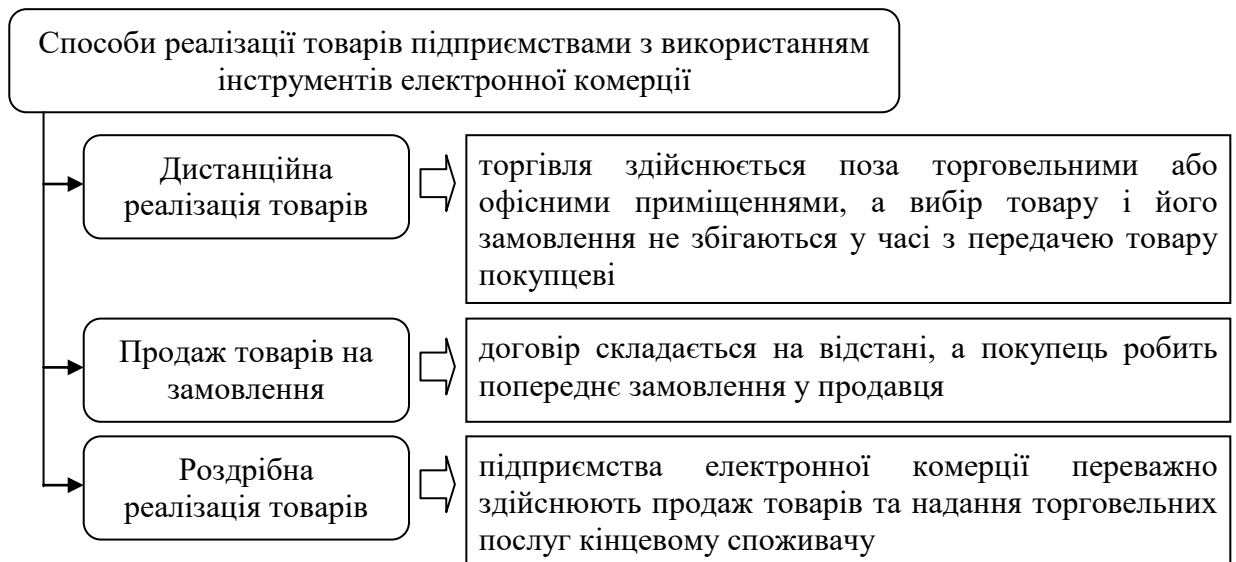 Способи реалізації товарів підприємствами з використанням
інструментів електронної комерції
Дистанційна
реалізація товарів
торгівля здійснюється поза торговельними або
офісними приміщеннями, а вибір товару і його
замовлення не збігаються у часі з передачею товару
покупцеві
Продаж товарів на
замовлення
договір складається на відстані, а покупець робить
попереднє замовлення у продавця
Роздрібна
реалізація товарів
підприємства електронної комерції переважно
здійснюють продаж товарів та надання торговельних
послуг кінцевому споживачу